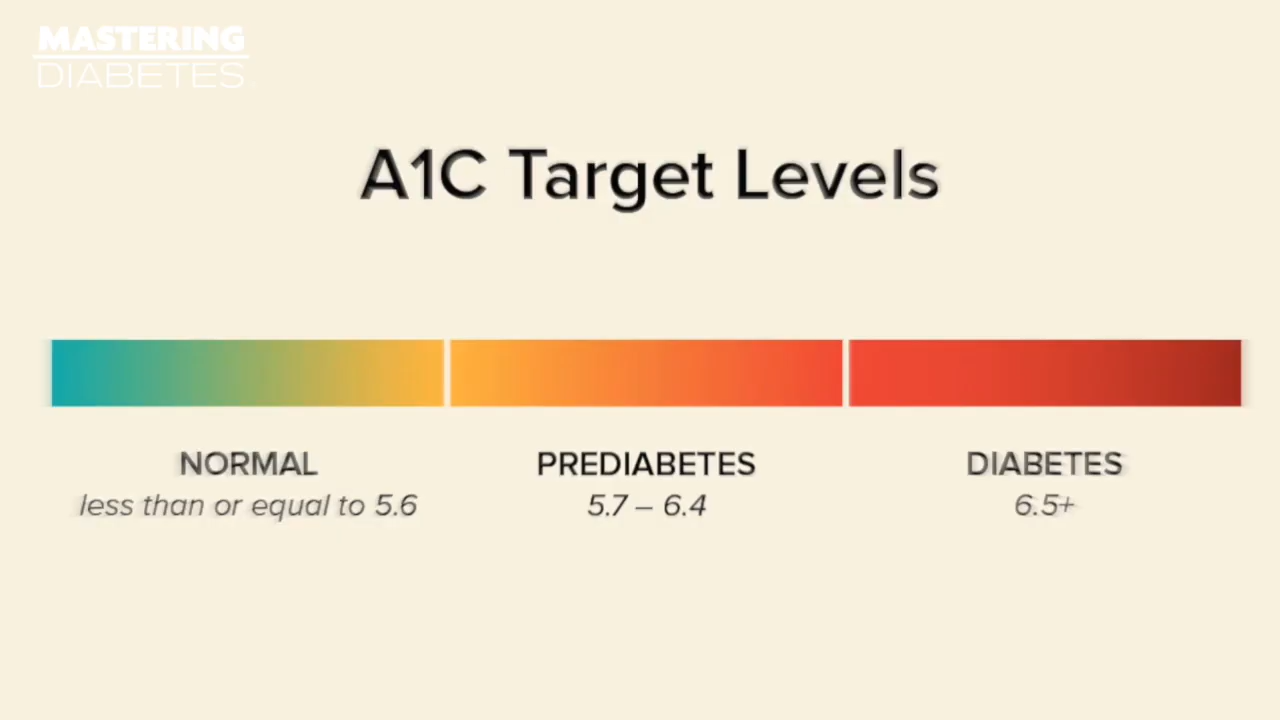 MASTERING
DIABETES
A1C Target Levels
NORMAL
less than or equal to 5.6
PREDIABETES
5.7 – 6.4
DIABETES
6.5+